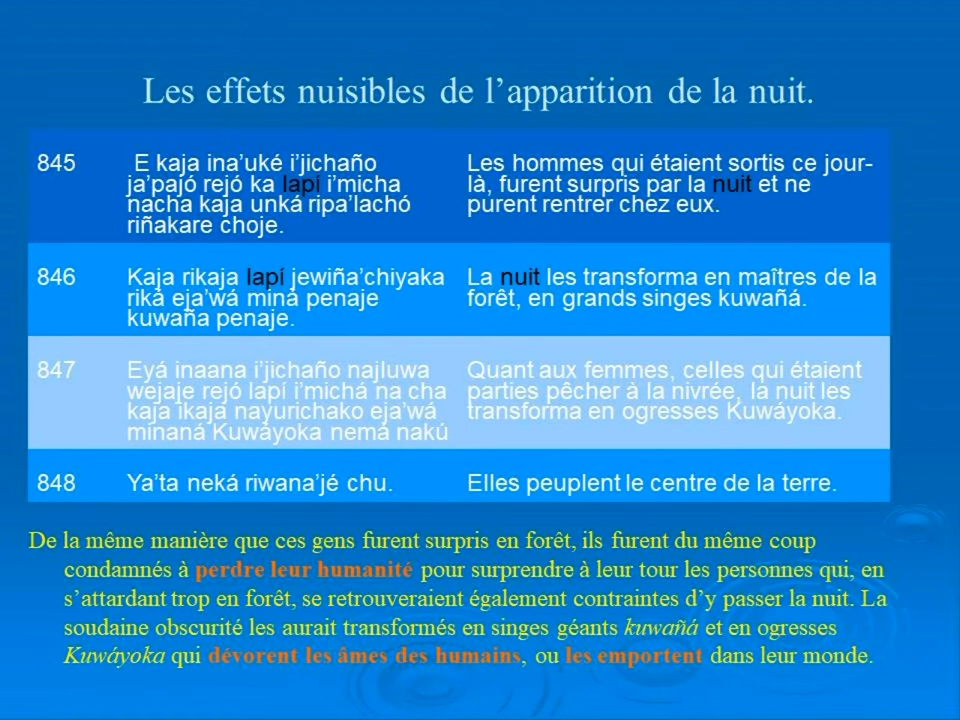 Les effets nuisibles de l’apparition de la nuit.
845
E kaja ina’uké i’jichaño
ja’pajó rejó ka lapí i’micha
nacha kaja unká ripa’lachó
riñakare choje.
Les hommes qui étaient sortis ce jour-
là, furent surpris par la nuit et ne
purent rentrer chez eux.
846
Kaja rikaja lapí jewiña’chiyaka
riká eja’wá miná penaje
kuwaña penaje.
La nuit les transforma en maîtres de la
forêt, en grands singes kuwañá.
847
Eyá inaana i’jichaño najluwa
wejaje rejó lapí i’michá na cha
kaja ikaja nayurichako eja’wá
minaná Kuwáyoka nemá nakú
Quant aux femmes, celles qui étaient
parties pêcher à la nivrée, la nuit les
transforma en ogresses Kuwáyoka.
848
Ya’ta neká riwana’jé chu.
Elles peuplent le centre de la terre.
De la même manière que ces gens furent surpris en forêt, ils furent du même coup
condamnés à perdre leur humanité pour surprendre à leur tour les personnes qui, en
s’attardant trop en forêt, se retrouveraient également contraintes d’y passer la nuit. La
soudaine obscurité les aurait transformés en singes géants kuwañá et en ogresses
Kuwáyoka qui dévorent les âmes des humains, ou les emportent dans leur monde.